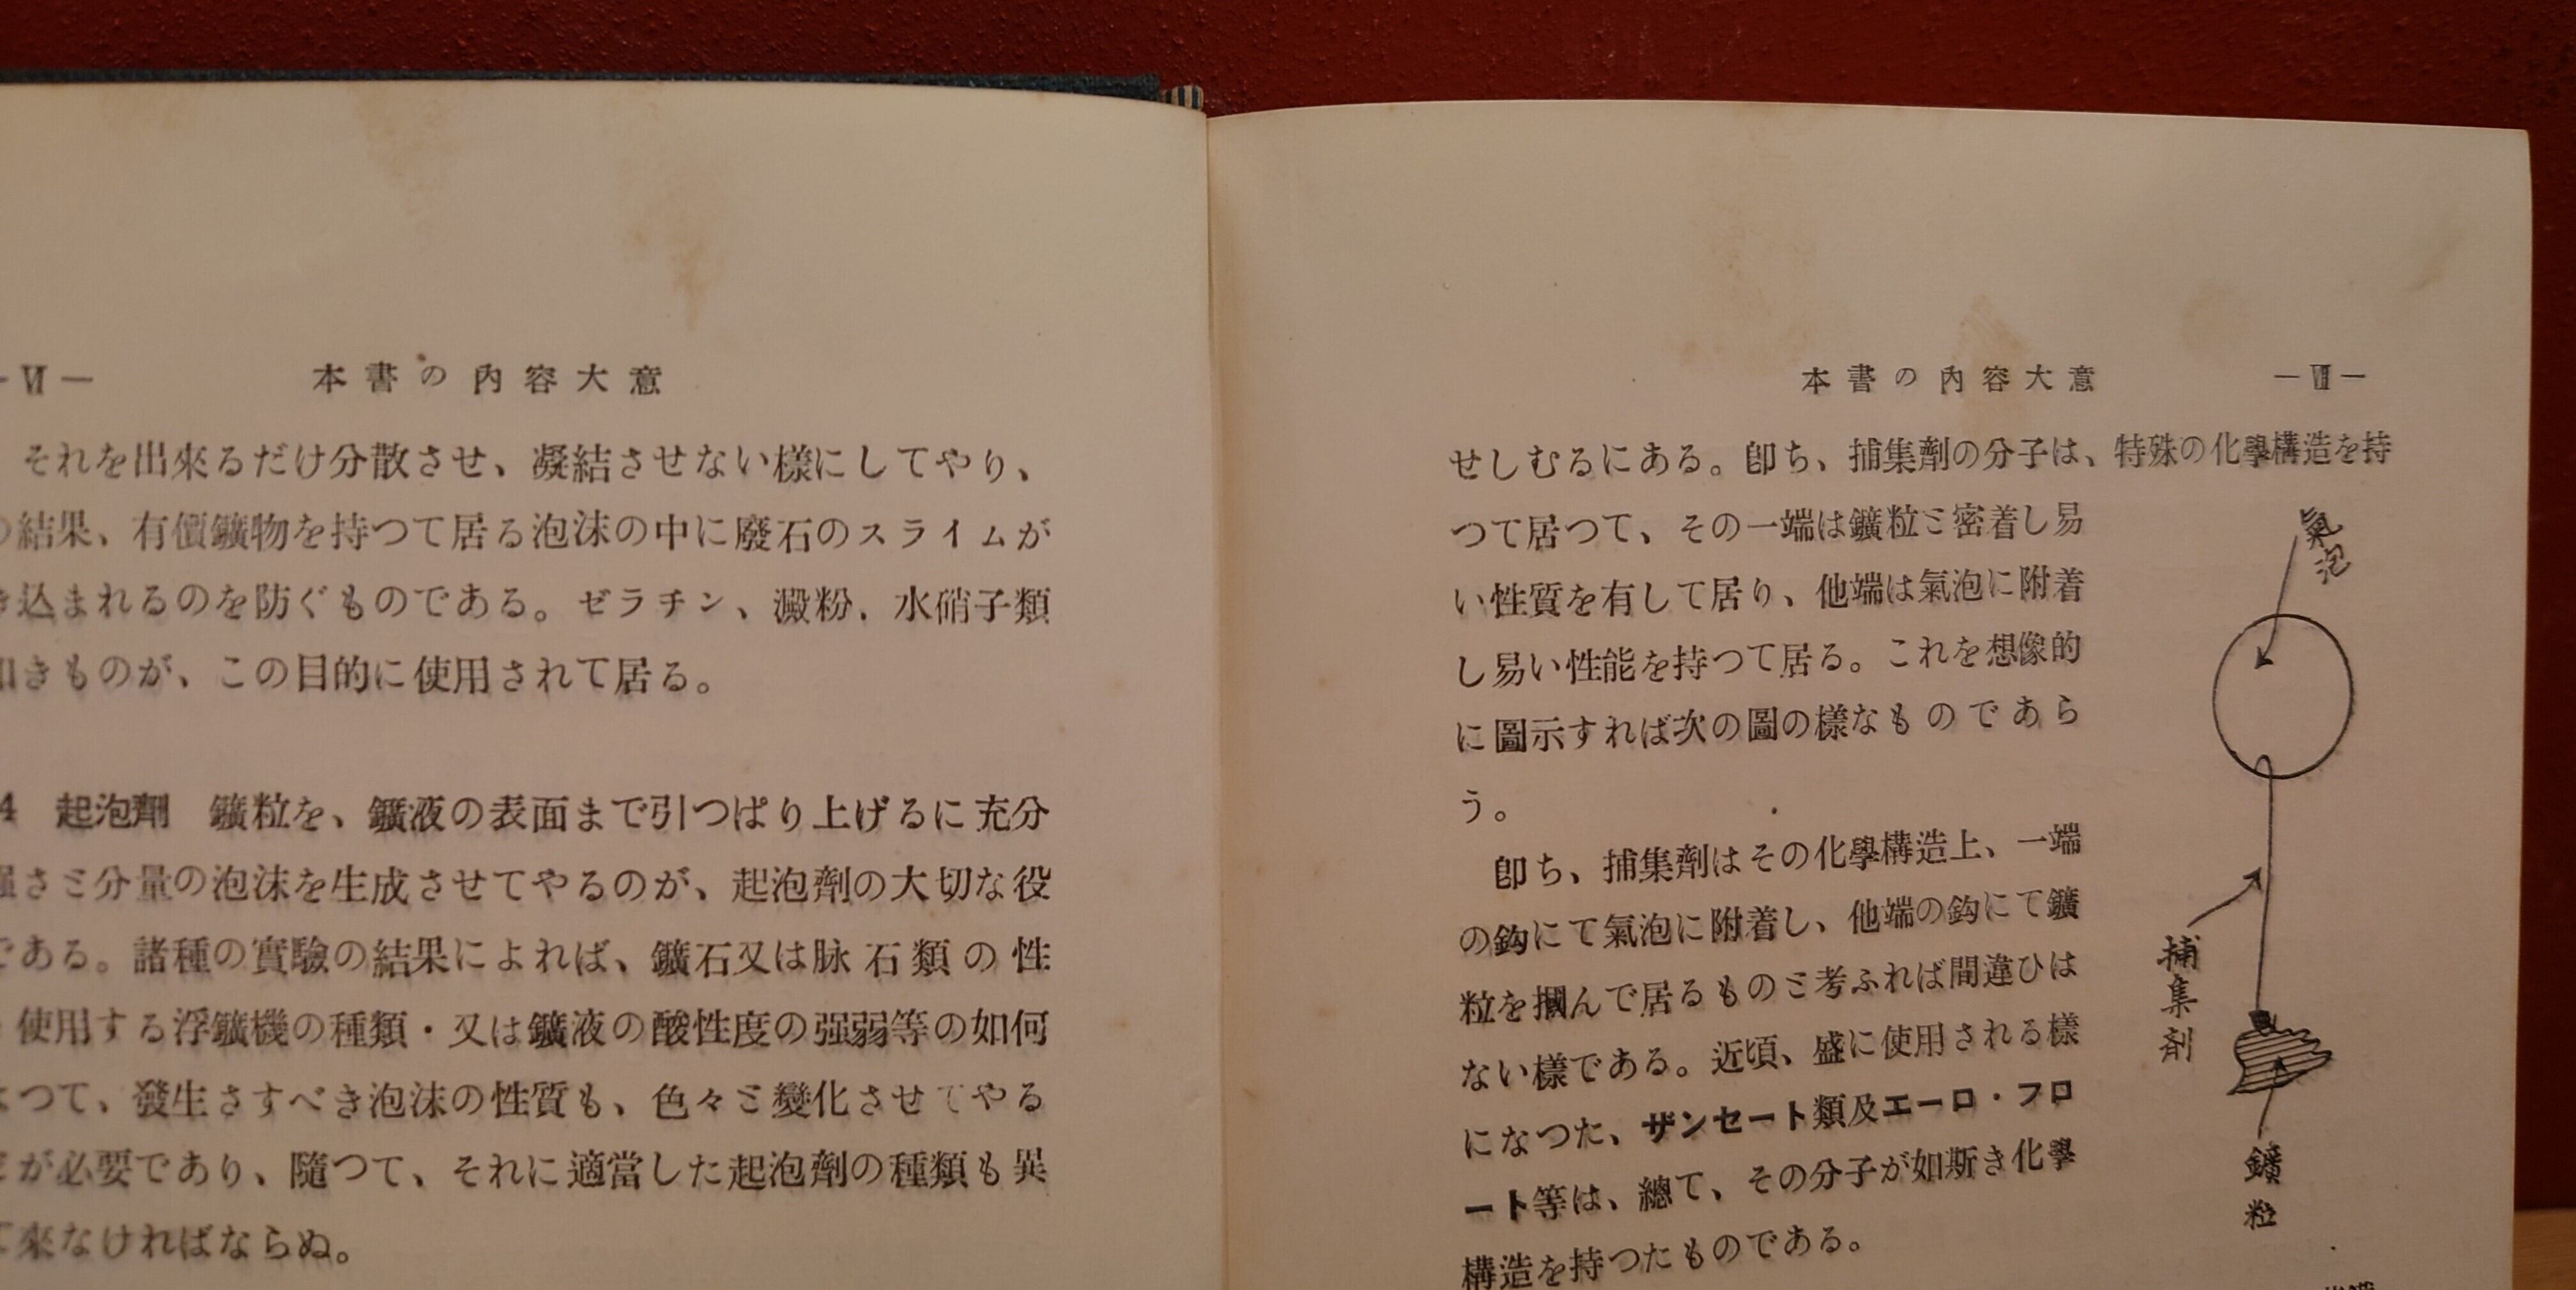 —Ⅵ— 本書の內容大意
それを出來るだけ分散させ、凝結させない樣にしてやり、
の結果、有價鑛物を持つて居る泡沫の中に廢石のスライムが
き込まれるのを防ぐものである。ゼラチン、澱粉、水硝子類
如きものが、この目的に使用されて居る。
4 起泡劑 鑛粒を、鑛液の表面まで引つぱり上げるに充分
强さミ分量の泡沫を生成させてやるのが、起泡劑の大切な役
である。諸種の實驗の結果によれば、鑛石又は脉石類の性
使用する浮鑛機の種類・又は鑛液の酸性度の强弱等の如何
よつて、發生さすべき泡沫の性質も、色々ミ變化させてやる
ミが必要であり、隨つて、それに適當した起泡劑の種類も異
て來なければならぬ。
本書の內容大意 —Ⅶ—
せしむるにある。卽ち、捕集劑の分子は、特殊の化學構造を持
つて居つて、その一端は鑛粒ミ密着し易
い性質を有して居り、他端は氣泡に附着
し易い性能を持つて居る。これを想像的
に圖示すれば次の圖の樣なものであら
う。
卽ち、捕集劑はその化學構造上、一端
の鈎にて氣泡に附着し、他端の鈎にて鑛
粒を摑んで居るものミ考ふれば間違ひは
ない樣である。近頃、盛に使用される樣
になつた、ザンセート類及エーロ・フロ
ート等は、總て、その分子が如斯き化學
構造を持つたものである。
氣泡
捕集剤
鑛粒